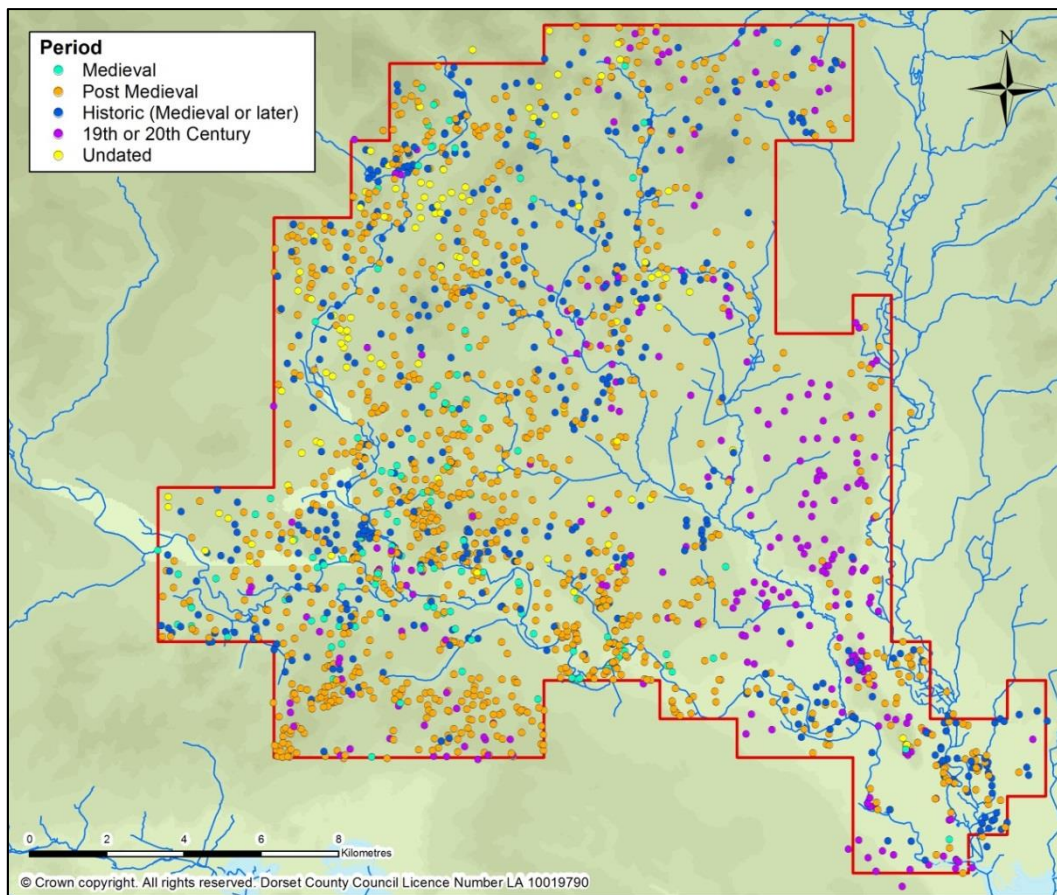 Period
Medieval
Post Medieval
Historic (Medieval or later)
19th or 20th Century
Undated
N
0 2 4 6 8
Kilometres
© Crown copyright. All rights reserved. Dorset County Council Licence Number LA 10019790